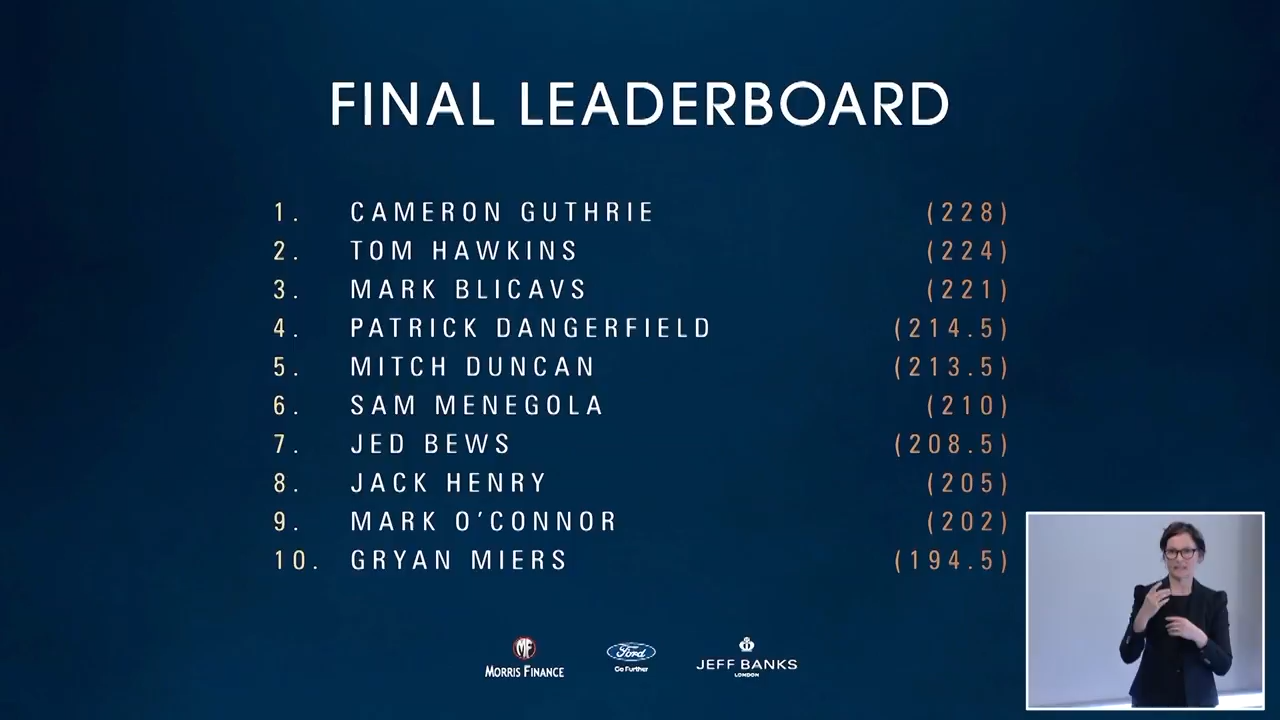 FINAL LEADERBOARD
1. CAMERON GUTHRIE (228)
2. TOM HAWKINS (224)
3. MARK BLICAVS (221)
4. PATRICK DANGERFIELD (214.5)
5. MITCH DUNCAN (213.5)
6. SAM MENEGOLA (210)
7. JED BEWS (208.5)
8. JACK HENRY (205)
9. MARK O'CONNOR (202)
10. GRYAN MIERS (194.5)
MF
MORRIS FINANCE
Ford
Go Further
JEFF BANKS
LONDON